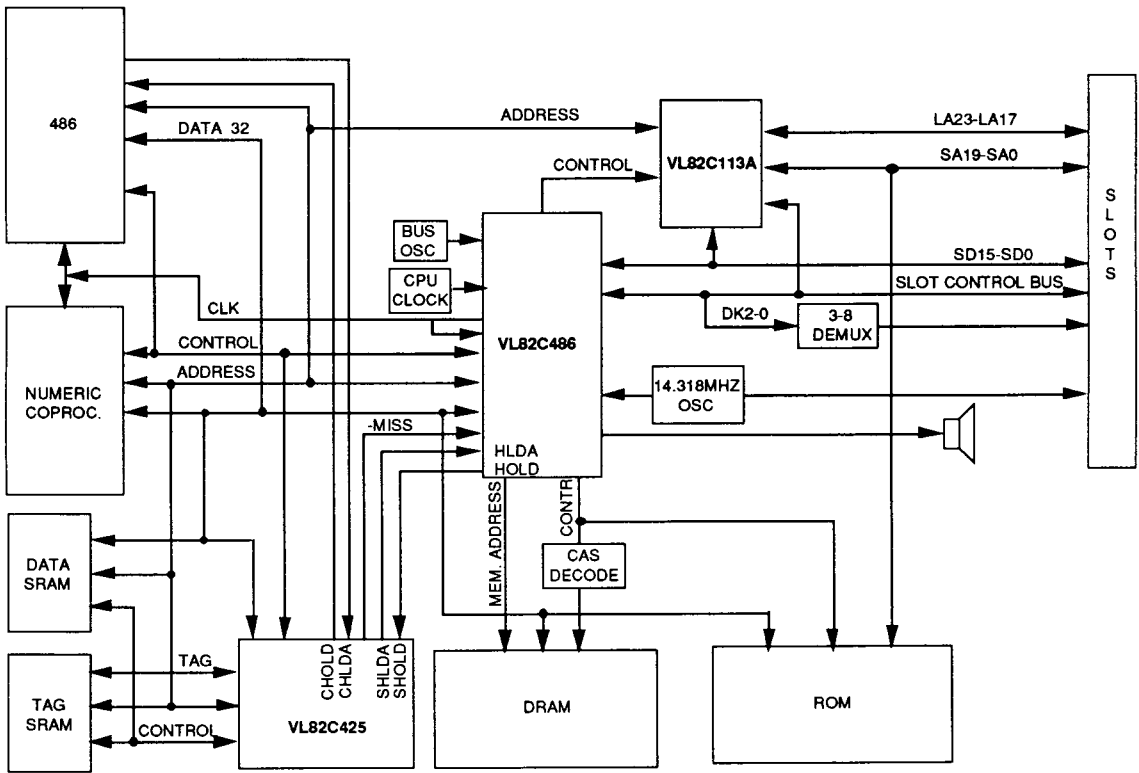 486
DATA 32
ADDRESS
CONTROL
VL82C113A
LA23-LA17
SA19-SA0
SLOTS
BUS
OSC
CPU
CLOCK
CLK
VL82C486
SD15-SD0
SLOT CONTROL BUS
DK2-0
3-8
DEMUX
14.318MHZ
OSC
NUMERIC
COPROC.
CONTROL
ADDRESS
-MISS
HLDA
HOLD
MEM. ADDRESS
CONTR
CAS
DECODE
DATA
SRAM
TAG
SRAM
TAG
CONTROL
CHOLD
CHLDA
SHLDA
SHOLD
VL82C425
DRAM
ROM